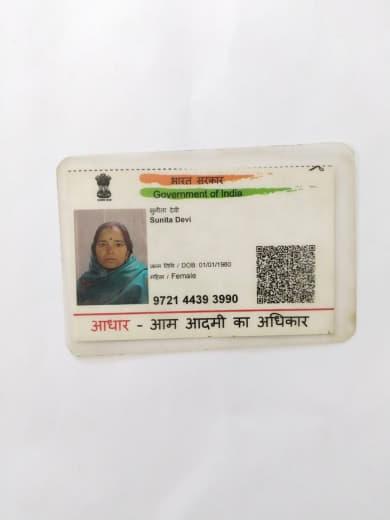 भारत सरकार
Government of India
सुनीता देवी
Sunita Devi
जन्म तिथि / DOB: 01/01/1980
महिला / Female
9721 4439 3990
आधार - आम आदमी का अधिकार